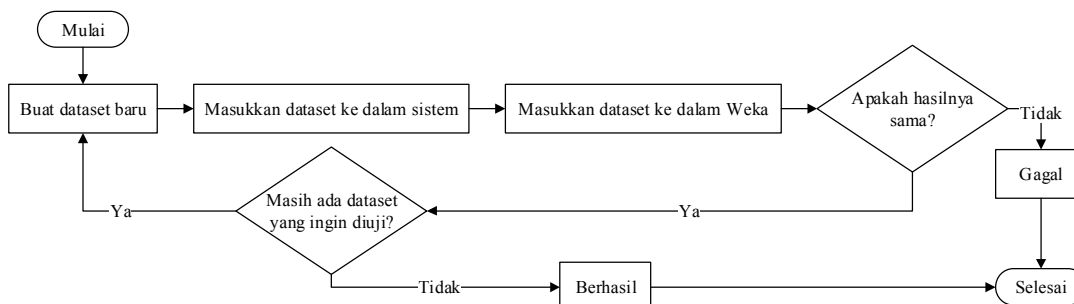 Mulai
Buat dataset baru
Masukkan dataset ke dalam sistem
Masukkan dataset ke dalam Weka
Apakah hasilnya
sama?
Tidak
Gagal
Masih ada dataset
yang ingin diuji?
Ya
Ya
Tidak
Berhasil
Selesai